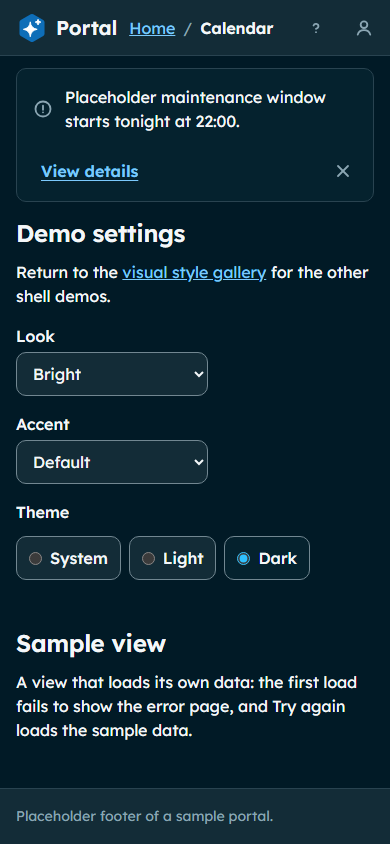 Portal Home / Calendar ?
Placeholder maintenance window
starts tonight at 22:00.
View details
Demo settings
Return to the visual style gallery for the other
shell demos.
Look
Bright
Accent
Default
Theme
System Light Dark
Sample view
A view that loads its own data: the first load
fails to show the error page, and Try again
loads the sample data.
Placeholder footer of a sample portal.